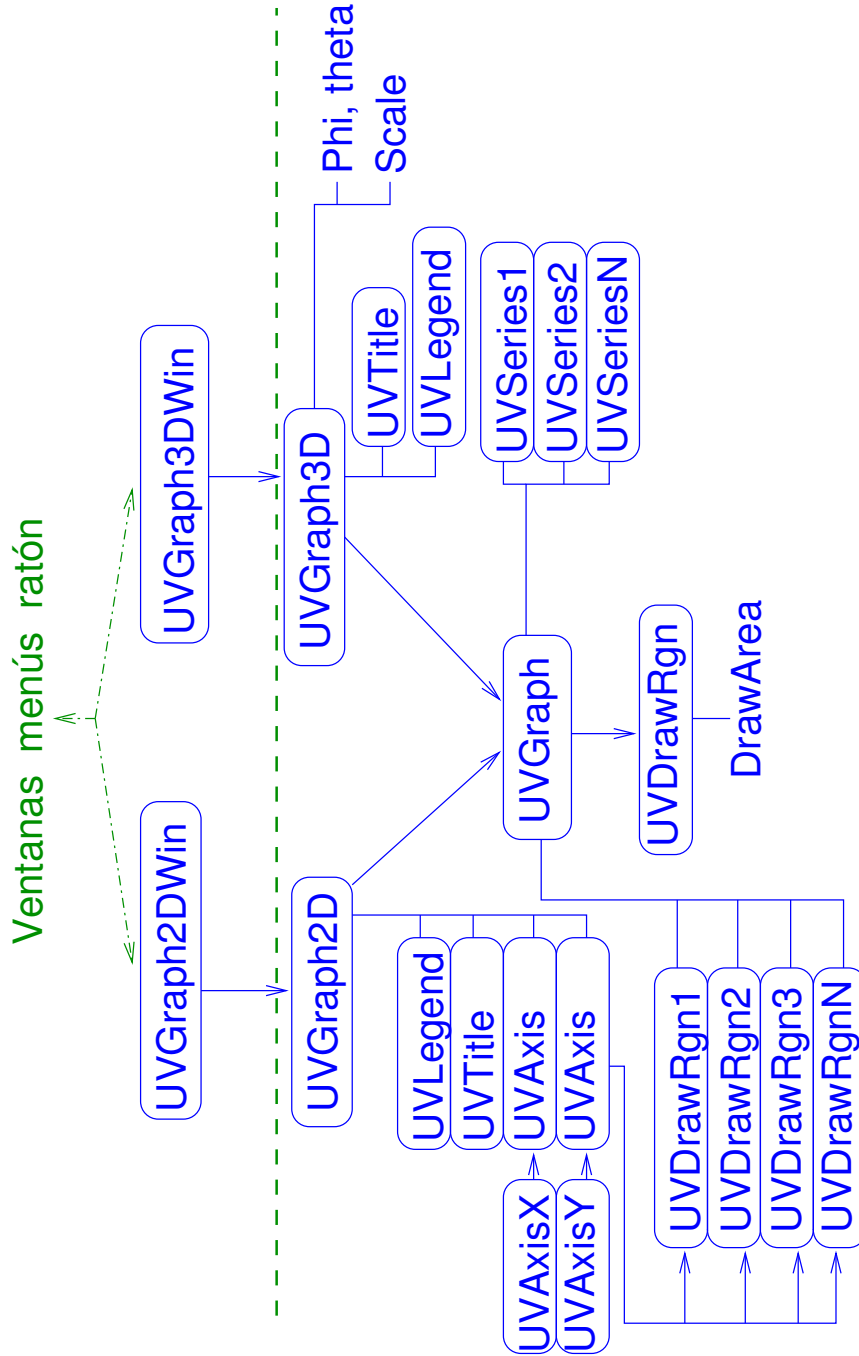 Ventanas menús ratón
UVGraph2DWin
UVGraph3DWin
UVGraph2D
UVGraph3D
Phi, theta
Scale
UVLegend
UVTitle
UVAxis
UVAxis
UVTitle
UVLegend
UVAxisX
UVAxisY
UVGraph
UVSeries1
UVSeries2
UVSeriesN
UVDrawRgn
DrawArea
UVDrawRgn1
UVDrawRgn2
UVDrawRgn3
UVDrawRgnN